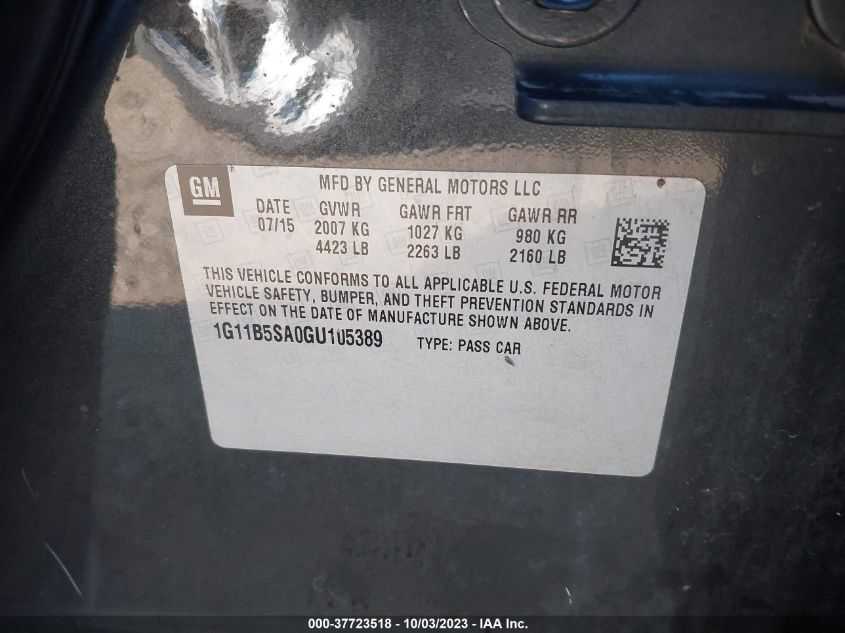 GM
MFD BY GENERAL MOTORS LLC
DATE GVWR GAWR FRT GAWR RR
07/15 2007 KG 1027 KG 980 KG
4423 LB 2263 LB 2160 LB
THIS VEHICLE CONFORMS TO ALL APPLICABLE U.S. FEDERAL MOTOR
VEHICLE SAFETY, BUMPER, AND THEFT PREVENTION STANDARDS IN
EFFECT ON THE DATE OF MANUFACTURE SHOWN ABOVE.
1G11B5SA0GU105389 TYPE: PASS CAR
000-37723518 - 10/03/2023 - IAA Inc.